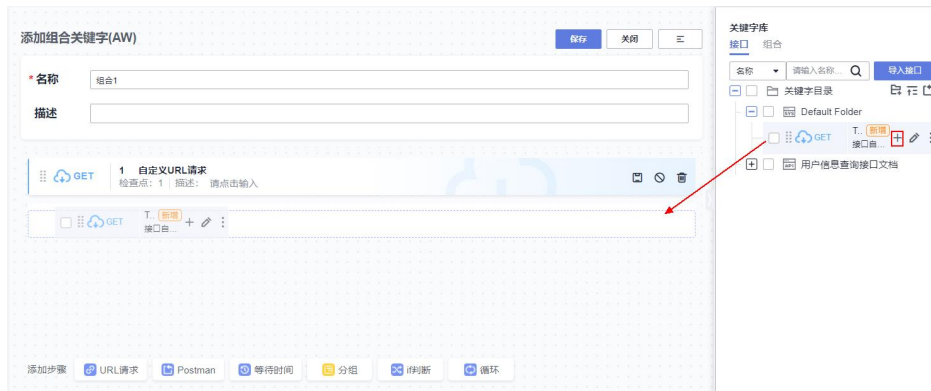 添加组合关键字(AW)
保存
关闭
* 名称
组合1
描述
GET
1 自定义URL请求
检查点：1 | 描述： 请点击输入
GET
T.. 新增
接口自...
添加步骤
URL请求
Postman
等待时间
分组
if判断
循环
关键字库
接口 组合
名称
请输入名称...
导入接口
关键字目录
Default Folder
GET
T.. 新增
接口自...
用户信息查询接口文档